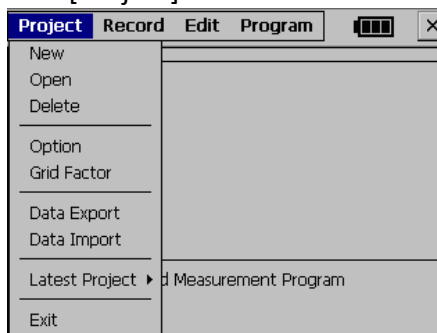 Project Record Edit Program
New
Open
Delete
Option
Grid Factor
Data Export
Data Import
Latest Project d Measurement Program
Exit